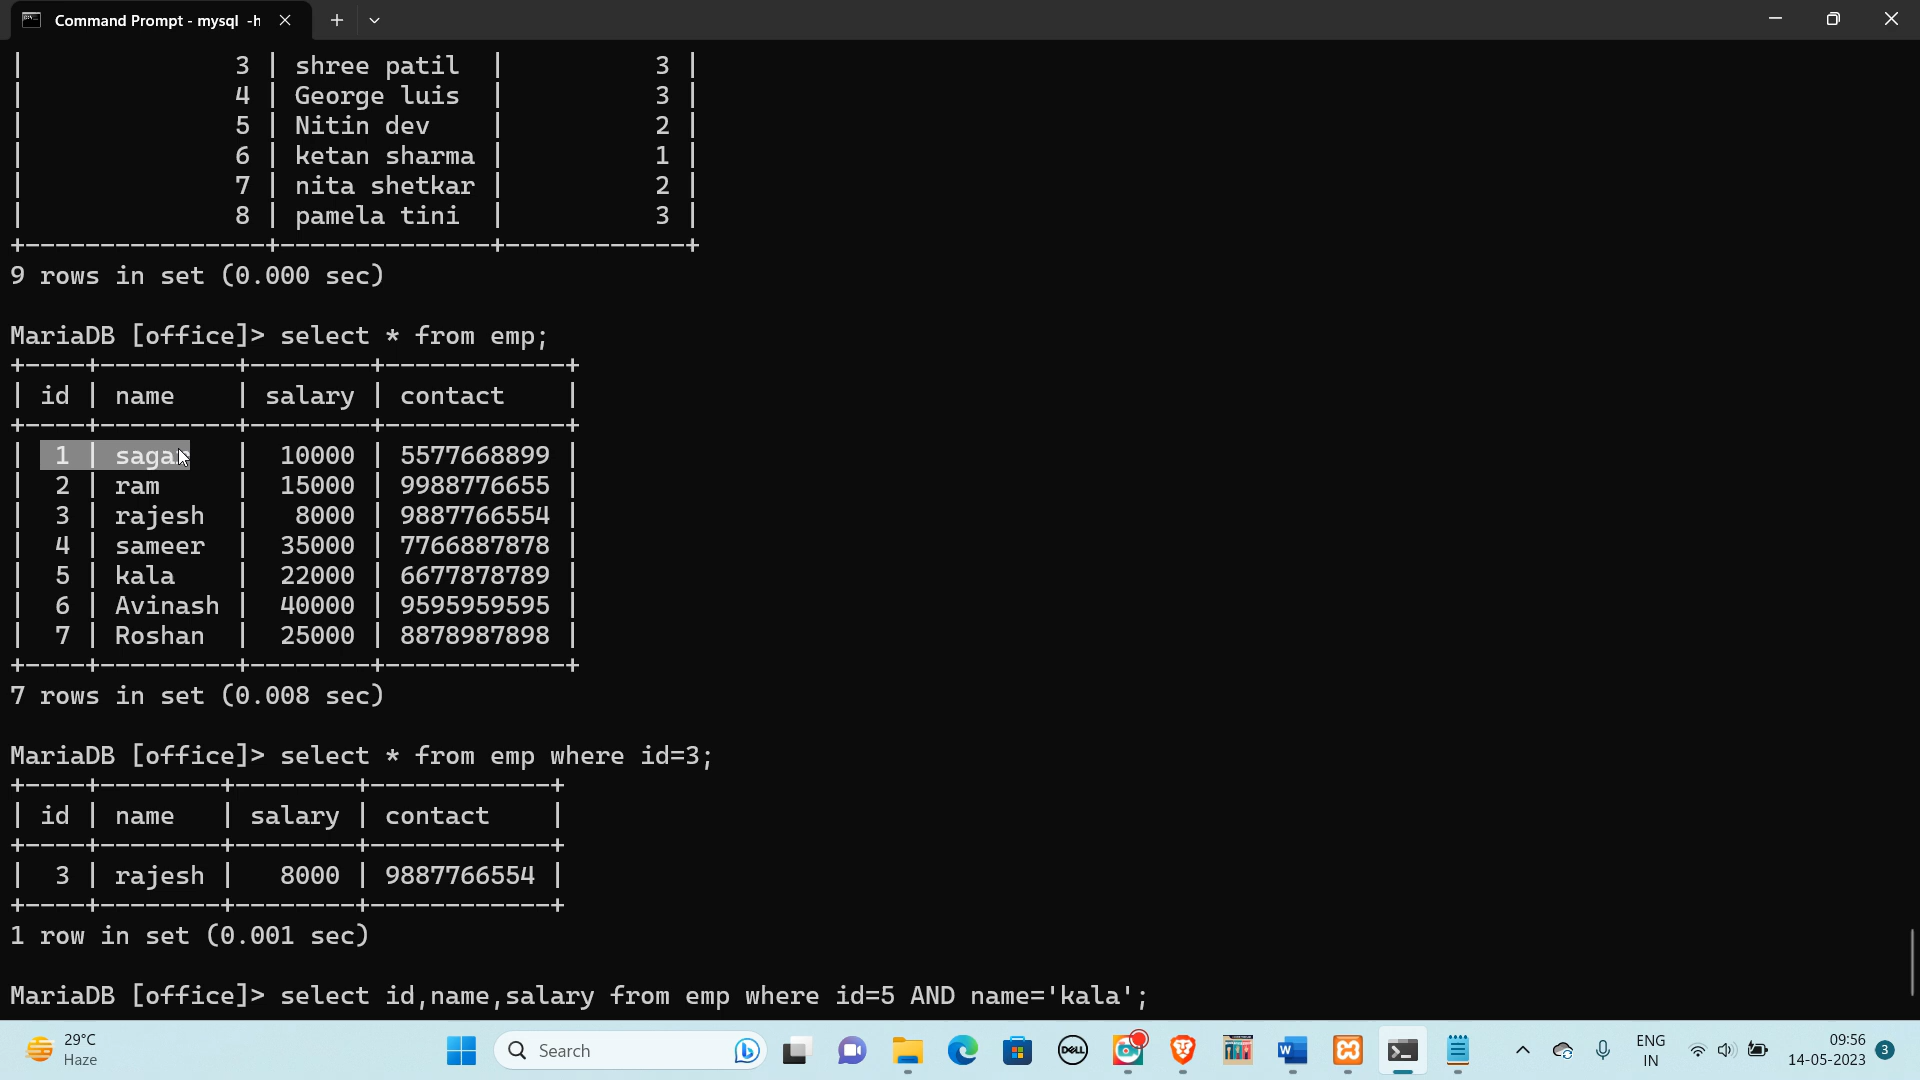 Command Prompt - mysql -h
| 3 | shree patil | 3 |
| 4 | George luis | 3 |
| 5 | Nitin dev | 2 |
| 6 | ketan sharma | 1 |
| 7 | nita shetkar | 2 |
| 8 | pamela tini | 3 |
+----------------+--------------+------------+
9 rows in set (0.000 sec)
MariaDB [office]> select * from emp;
+----+---------+--------+------------+
| id | name | salary | contact |
+----+---------+--------+------------+
| 1 | sagar | 10000 | 5577668899 |
| 2 | ram | 15000 | 9988776655 |
| 3 | rajesh | 8000 | 9887766554 |
| 4 | sameer | 35000 | 7766887878 |
| 5 | kala | 22000 | 6677878789 |
| 6 | Avinash | 40000 | 9595959595 |
| 7 | Roshan | 25000 | 8878987898 |
+----+---------+--------+------------+
7 rows in set (0.008 sec)
MariaDB [office]> select * from emp where id=3;
+----+--------+--------+------------+
| id | name | salary | contact |
+----+--------+--------+------------+
| 3 | rajesh | 8000 | 9887766554 |
+----+--------+--------+------------+
1 row in set (0.001 sec)
MariaDB [office]> select id,name,salary from emp where id=5 AND name='kala';
29°C
Haze
Search
DELL
ENG
IN
09:56
14-05-2023
3